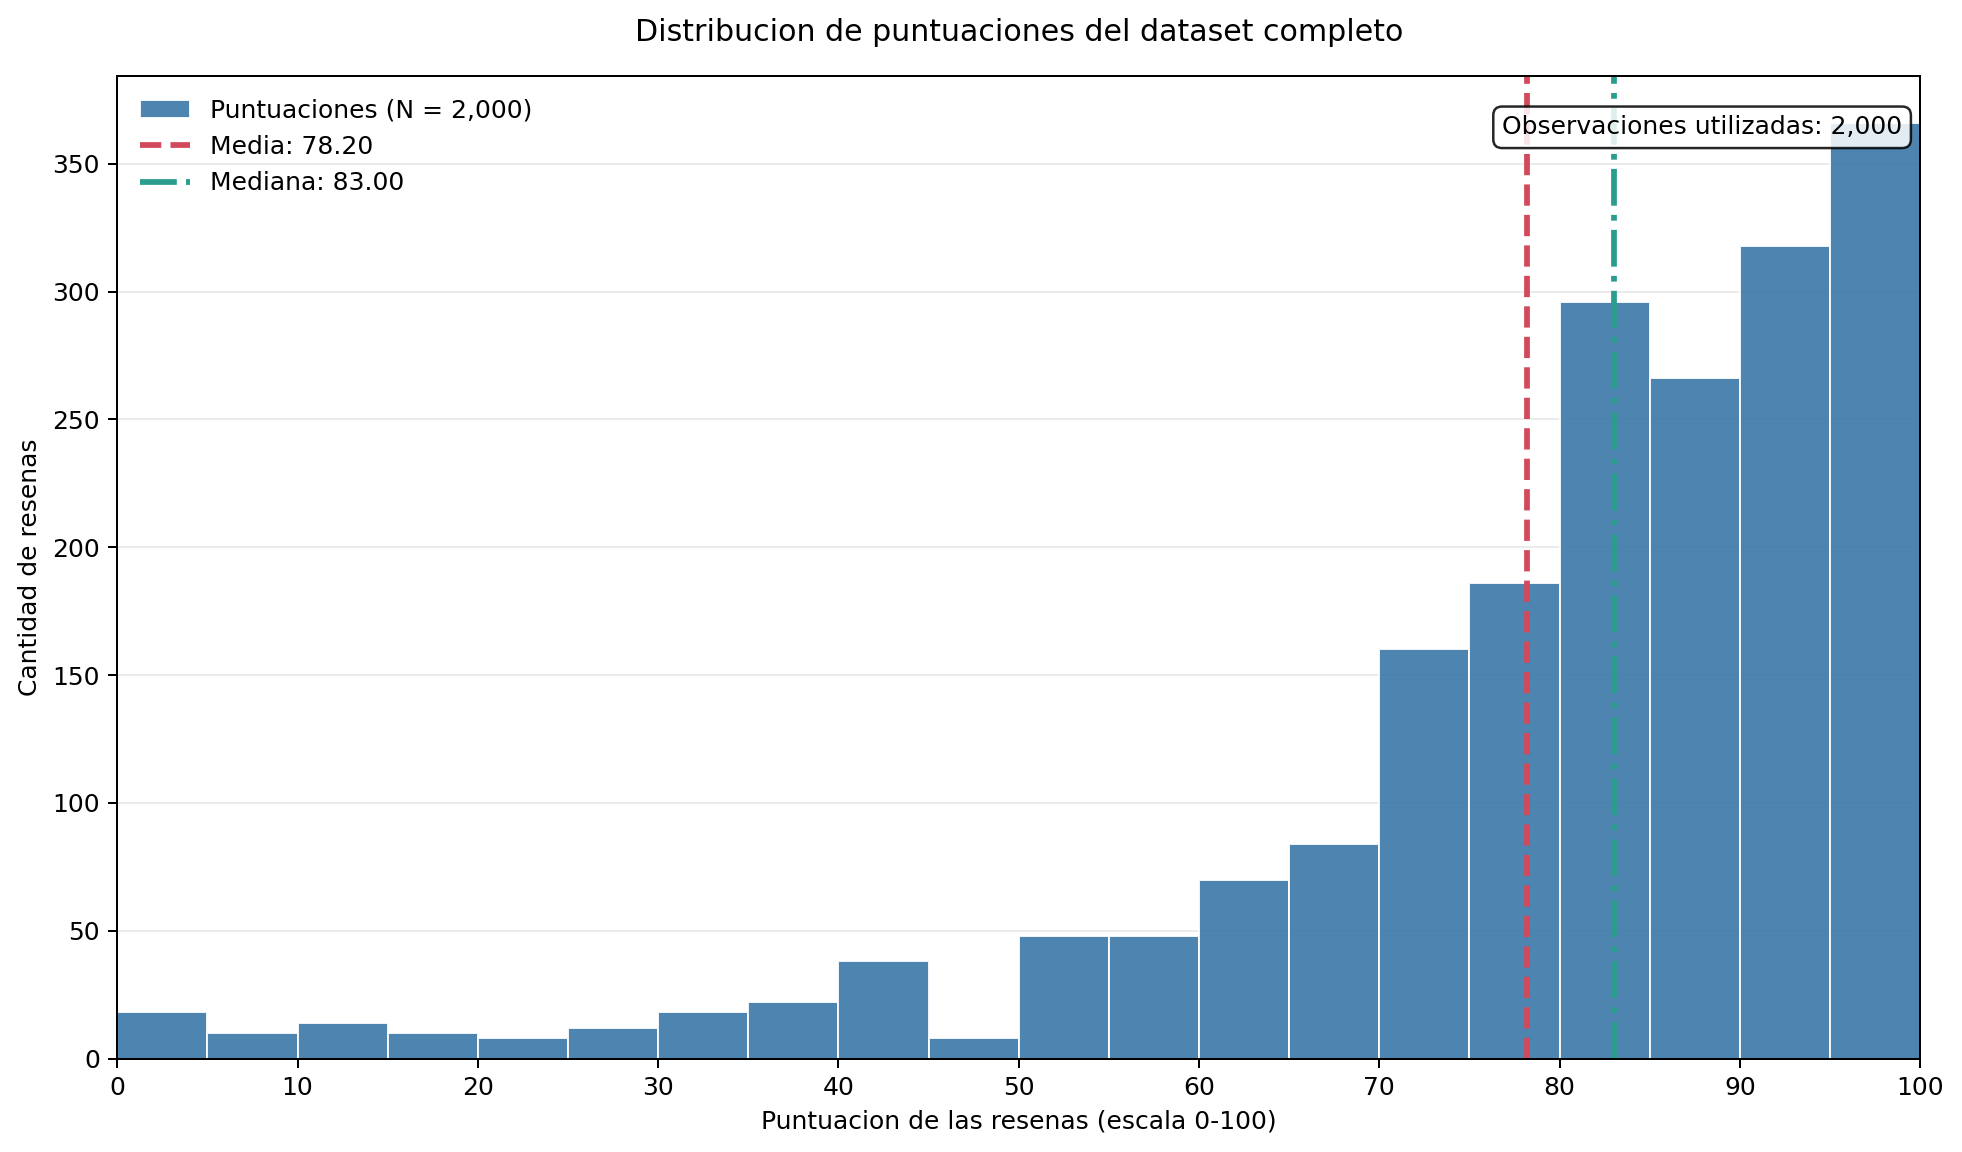 Distribucion de puntuaciones del dataset completo
Puntuaciones (N = 2,000)
Media: 78.20
Mediana: 83.00
Observaciones utilizadas: 2,000
Cantidad de resenas
350
300
250
200
150
100
50
0
0 10 20 30 40 50 60 70 80 90 100
Puntuacion de las resenas (escala 0-100)